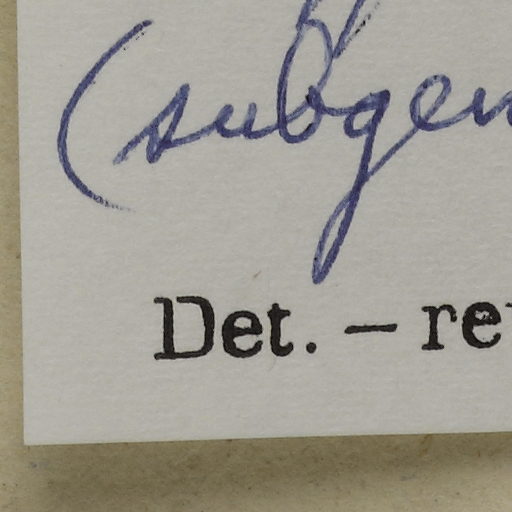 (subgen
Det. – re